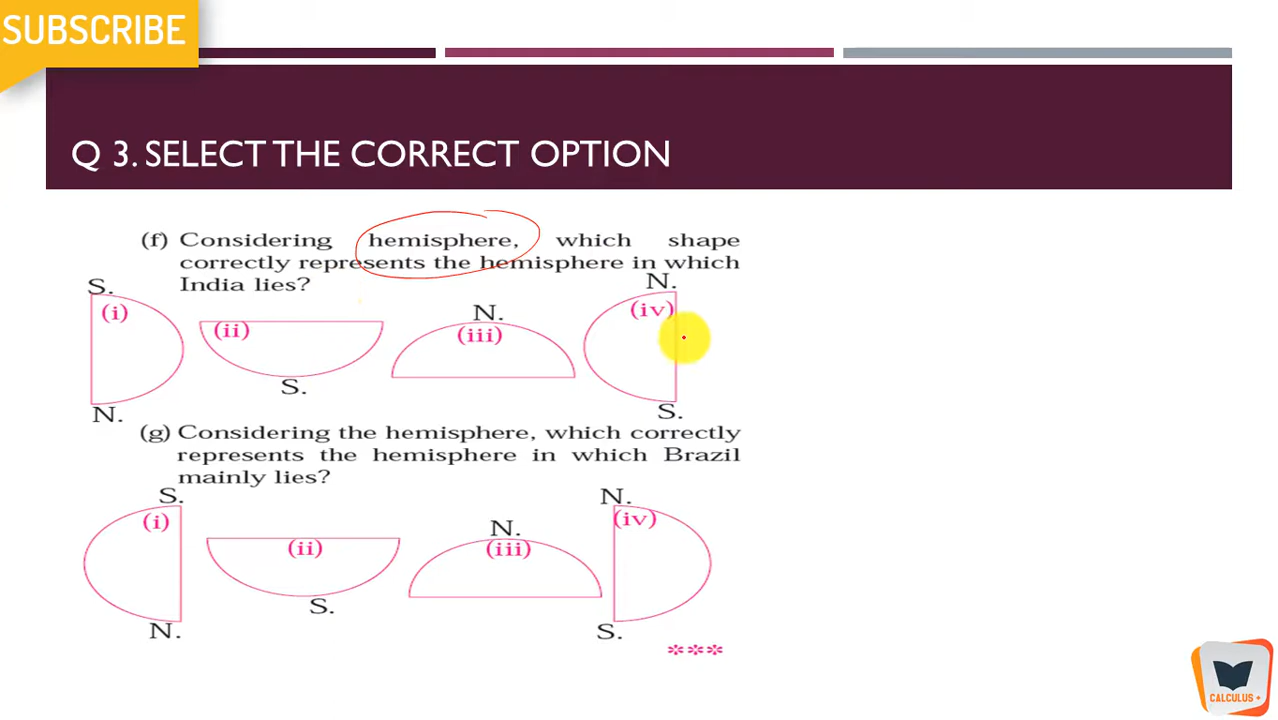 SUBSCRIBE
Q 3. SELECT THE CORRECT OPTION
(f) Considering hemisphere, which shape
correctly represents the hemisphere in which
India lies?
S. N.
(i) (ii) N. (iii) (iv)
N. S. S.
(g) Considering the hemisphere, which correctly
represents the hemisphere in which Brazil
mainly lies?
S. N.
(i) (ii) N. (iii) (iv)
N. S. S.
***
CALCULUS +